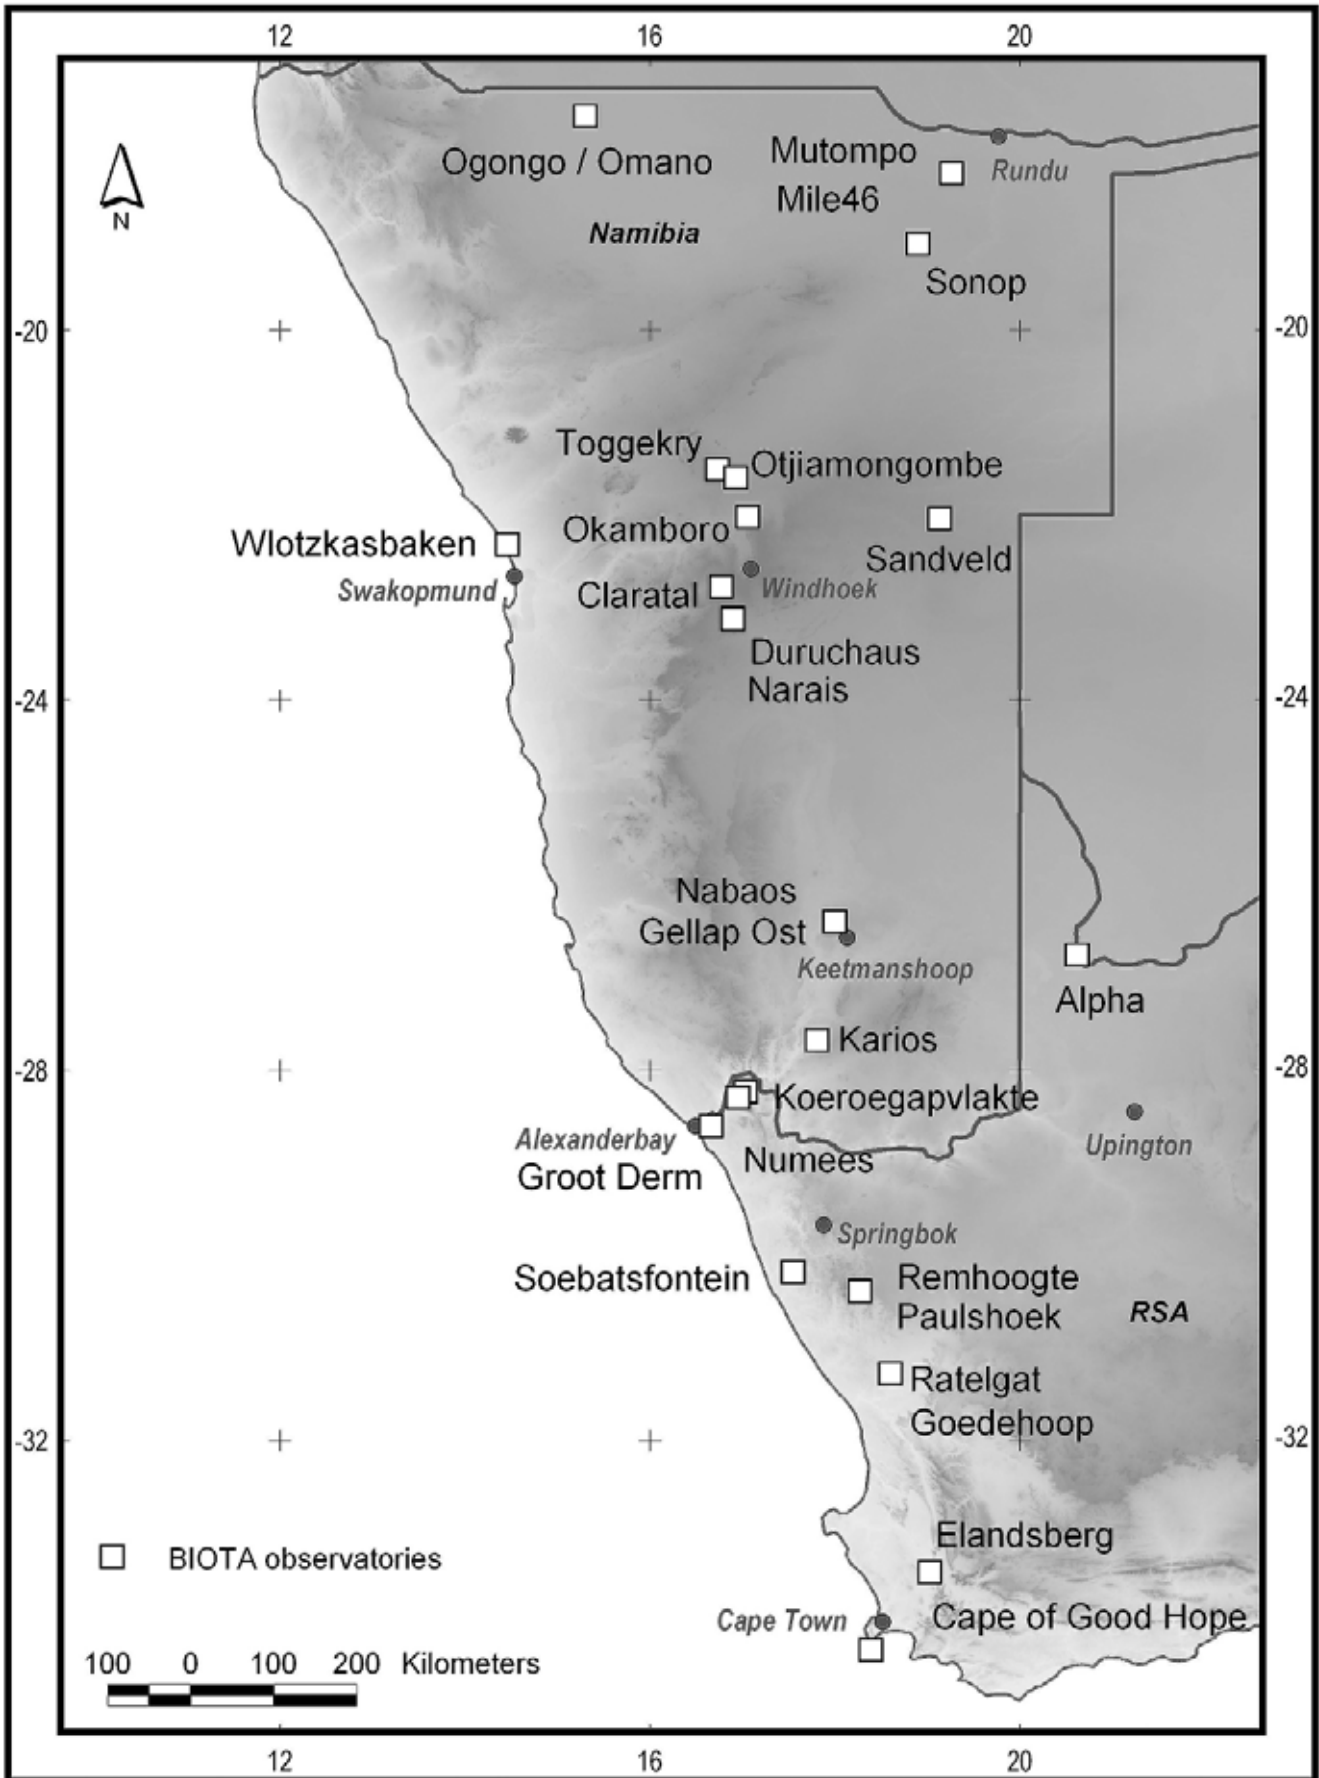 12 16 20
Ogongo / Omano
Mutompo
Mile46
Rundu
Namibia
N
Sonop
-20 -20
Toggekry
Otjiamongombe
Okamboro
Sandveld
Wlotzkasbaken
Swakopmund
Claratal
Windhoek
Duruchaus
Narais
-24 -24
Nabaos
Gellap Ost
Keetmanshoop
Alpha
Karios
-28 -28
Koeroegapvlakte
Alexanderbay
Groot Derm
Numees
Upington
Springbok
Soebatsfontein
Remhoogte
Paulshoek
RSA
Ratelgat
Goedehoop
-32 -32
Elandsberg
BIOTA observatories
Cape Town
Cape of Good Hope
100 0 100 200 Kilometers
12 16 20